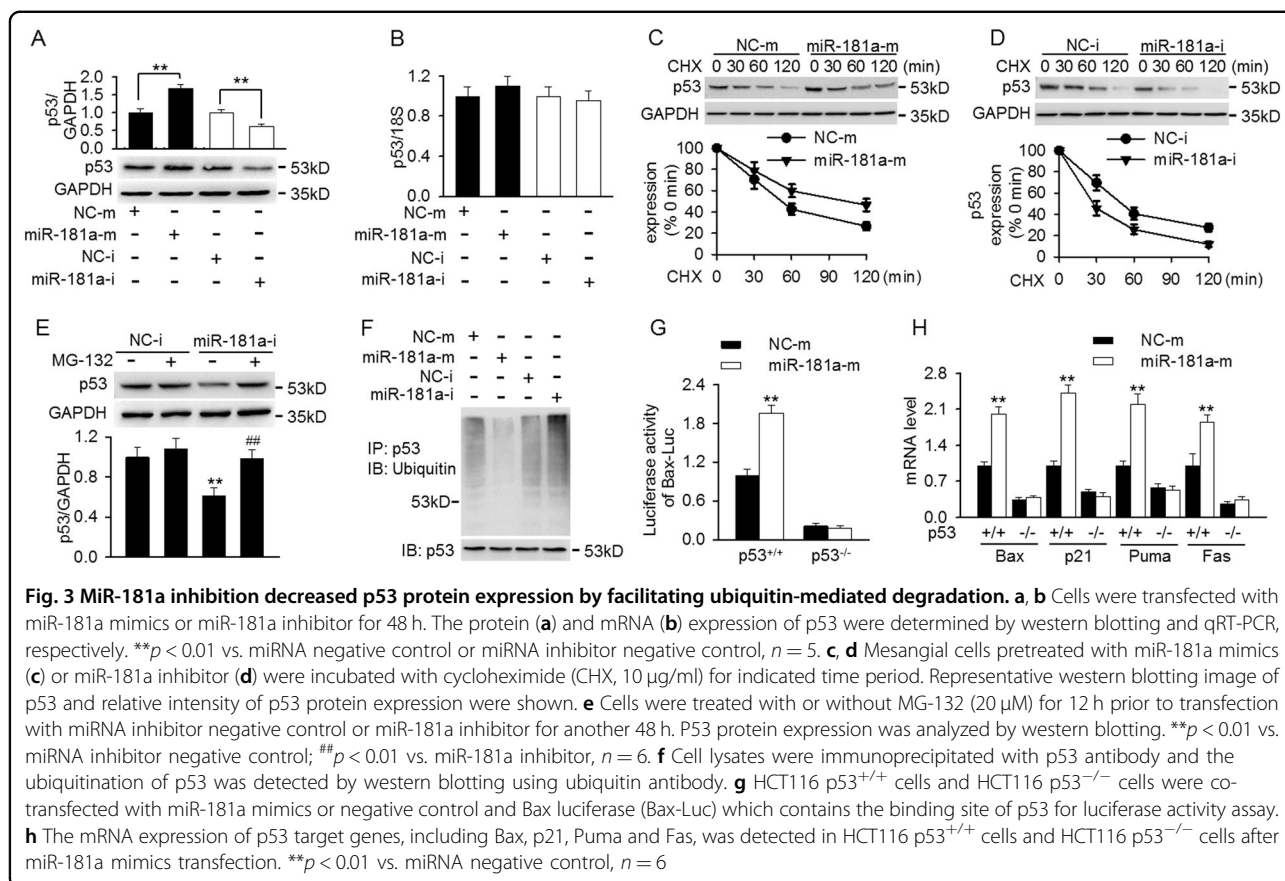 A
**
**
p53/
GAPDH
2.0
1.5
1.0
0.5
0.0
p53
53kD
GAPDH
35kD
NC-m + - - -
miR-181a-m - + - -
NC-i - - + -
miR-181a-i - - - +
B
p53/18S
1.2
0.8
0.4
0.0
NC-m + - - -
miR-181a-m - + - -
NC-i - - + -
miR-181a-i - - - +
C
NC-m miR-181a-m
CHX 0 30 60 120 0 30 60 120 (min)
p53 53kD
GAPDH 35kD
NC-m
miR-181a-m
expression
(% 0 min)
100
80
60
40
20
0
0 30 60 90 120
CHX (min)
D
NC-i miR-181a-i
CHX 0 30 60 120 0 30 60 120 (min)
p53 53kD
GAPDH 35kD
NC-i
miR-181a-i
p53
expression
(% 0 min)
100
80
60
40
20
0
CHX 0 30 60 90 120 (min)
E
NC-i miR-181a-i
MG-132 - + - +
p53 53kD
GAPDH 35kD
p53/GAPDH
1.2
0.8
0.4
0.0
**
##
F
NC-m + - - -
miR-181a-m - + - -
NC-i - - + -
miR-181a-i - - - +
IP: p53
IB: Ubiquitin
53kD
IB: p53 53kD
G
NC-m
miR-181a-m
Luciferase activity
of Bax-Luc
2.4
1.8
1.2
0.6
0.0
**
p53+/+ p53-/-
H
NC-m
miR-181a-m
mRNA level
2.8
2.1
1.4
0.7
0.0
** ** ** **
p53 +/+ -/- +/+ -/- +/+ -/- +/+ -/-
Bax p21 Puma Fas
Fig. 3 MiR-181a inhibition decreased p53 protein expression by facilitating ubiquitin-mediated degradation. a, b Cells were transfected with
miR-181a mimics or miR-181a inhibitor for 48 h. The protein (a) and mRNA (b) expression of p53 were determined by western blotting and qRT-PCR,
respectively. **p < 0.01 vs. miRNA negative control or miRNA inhibitor negative control, n = 5. c, d Mesangial cells pretreated with miR-181a mimics
(c) or miR-181a inhibitor (d) were incubated with cycloheximide (CHX, 10 μg/ml) for indicated time period. Representative western blotting image of
p53 and relative intensity of p53 protein expression were shown. e Cells were treated with or without MG-132 (20 μM) for 12 h prior to transfection
with miRNA inhibitor negative control or miR-181a inhibitor for another 48 h. P53 protein expression was analyzed by western blotting. **p < 0.01 vs.
miRNA inhibitor negative control; ##p < 0.01 vs. miR-181a inhibitor, n = 6. f Cell lysates were immunoprecipitated with p53 antibody and the
ubiquitination of p53 was detected by western blotting using ubiquitin antibody. g HCT116 p53+/+ cells and HCT116 p53−/− cells were co-
transfected with miR-181a mimics or negative control and Bax luciferase (Bax-Luc) which contains the binding site of p53 for luciferase activity assay.
h The mRNA expression of p53 target genes, including Bax, p21, Puma and Fas, was detected in HCT116 p53+/+ cells and HCT116 p53−/− cells after
miR-181a mimics transfection. **p < 0.01 vs. miRNA negative control, n = 6